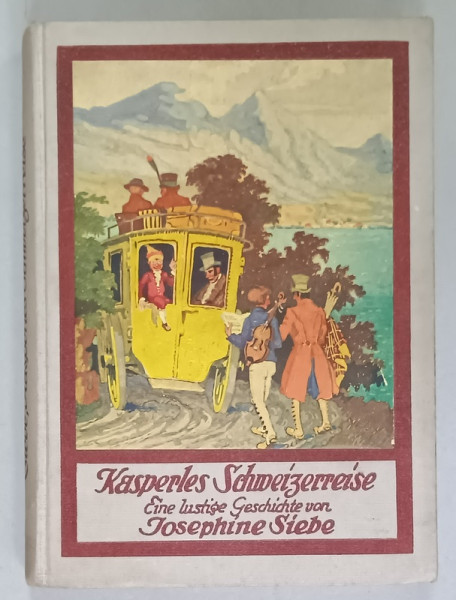 Kasperles Schweizerreise
Eine lustige Geschichte von
Josephine Siebe